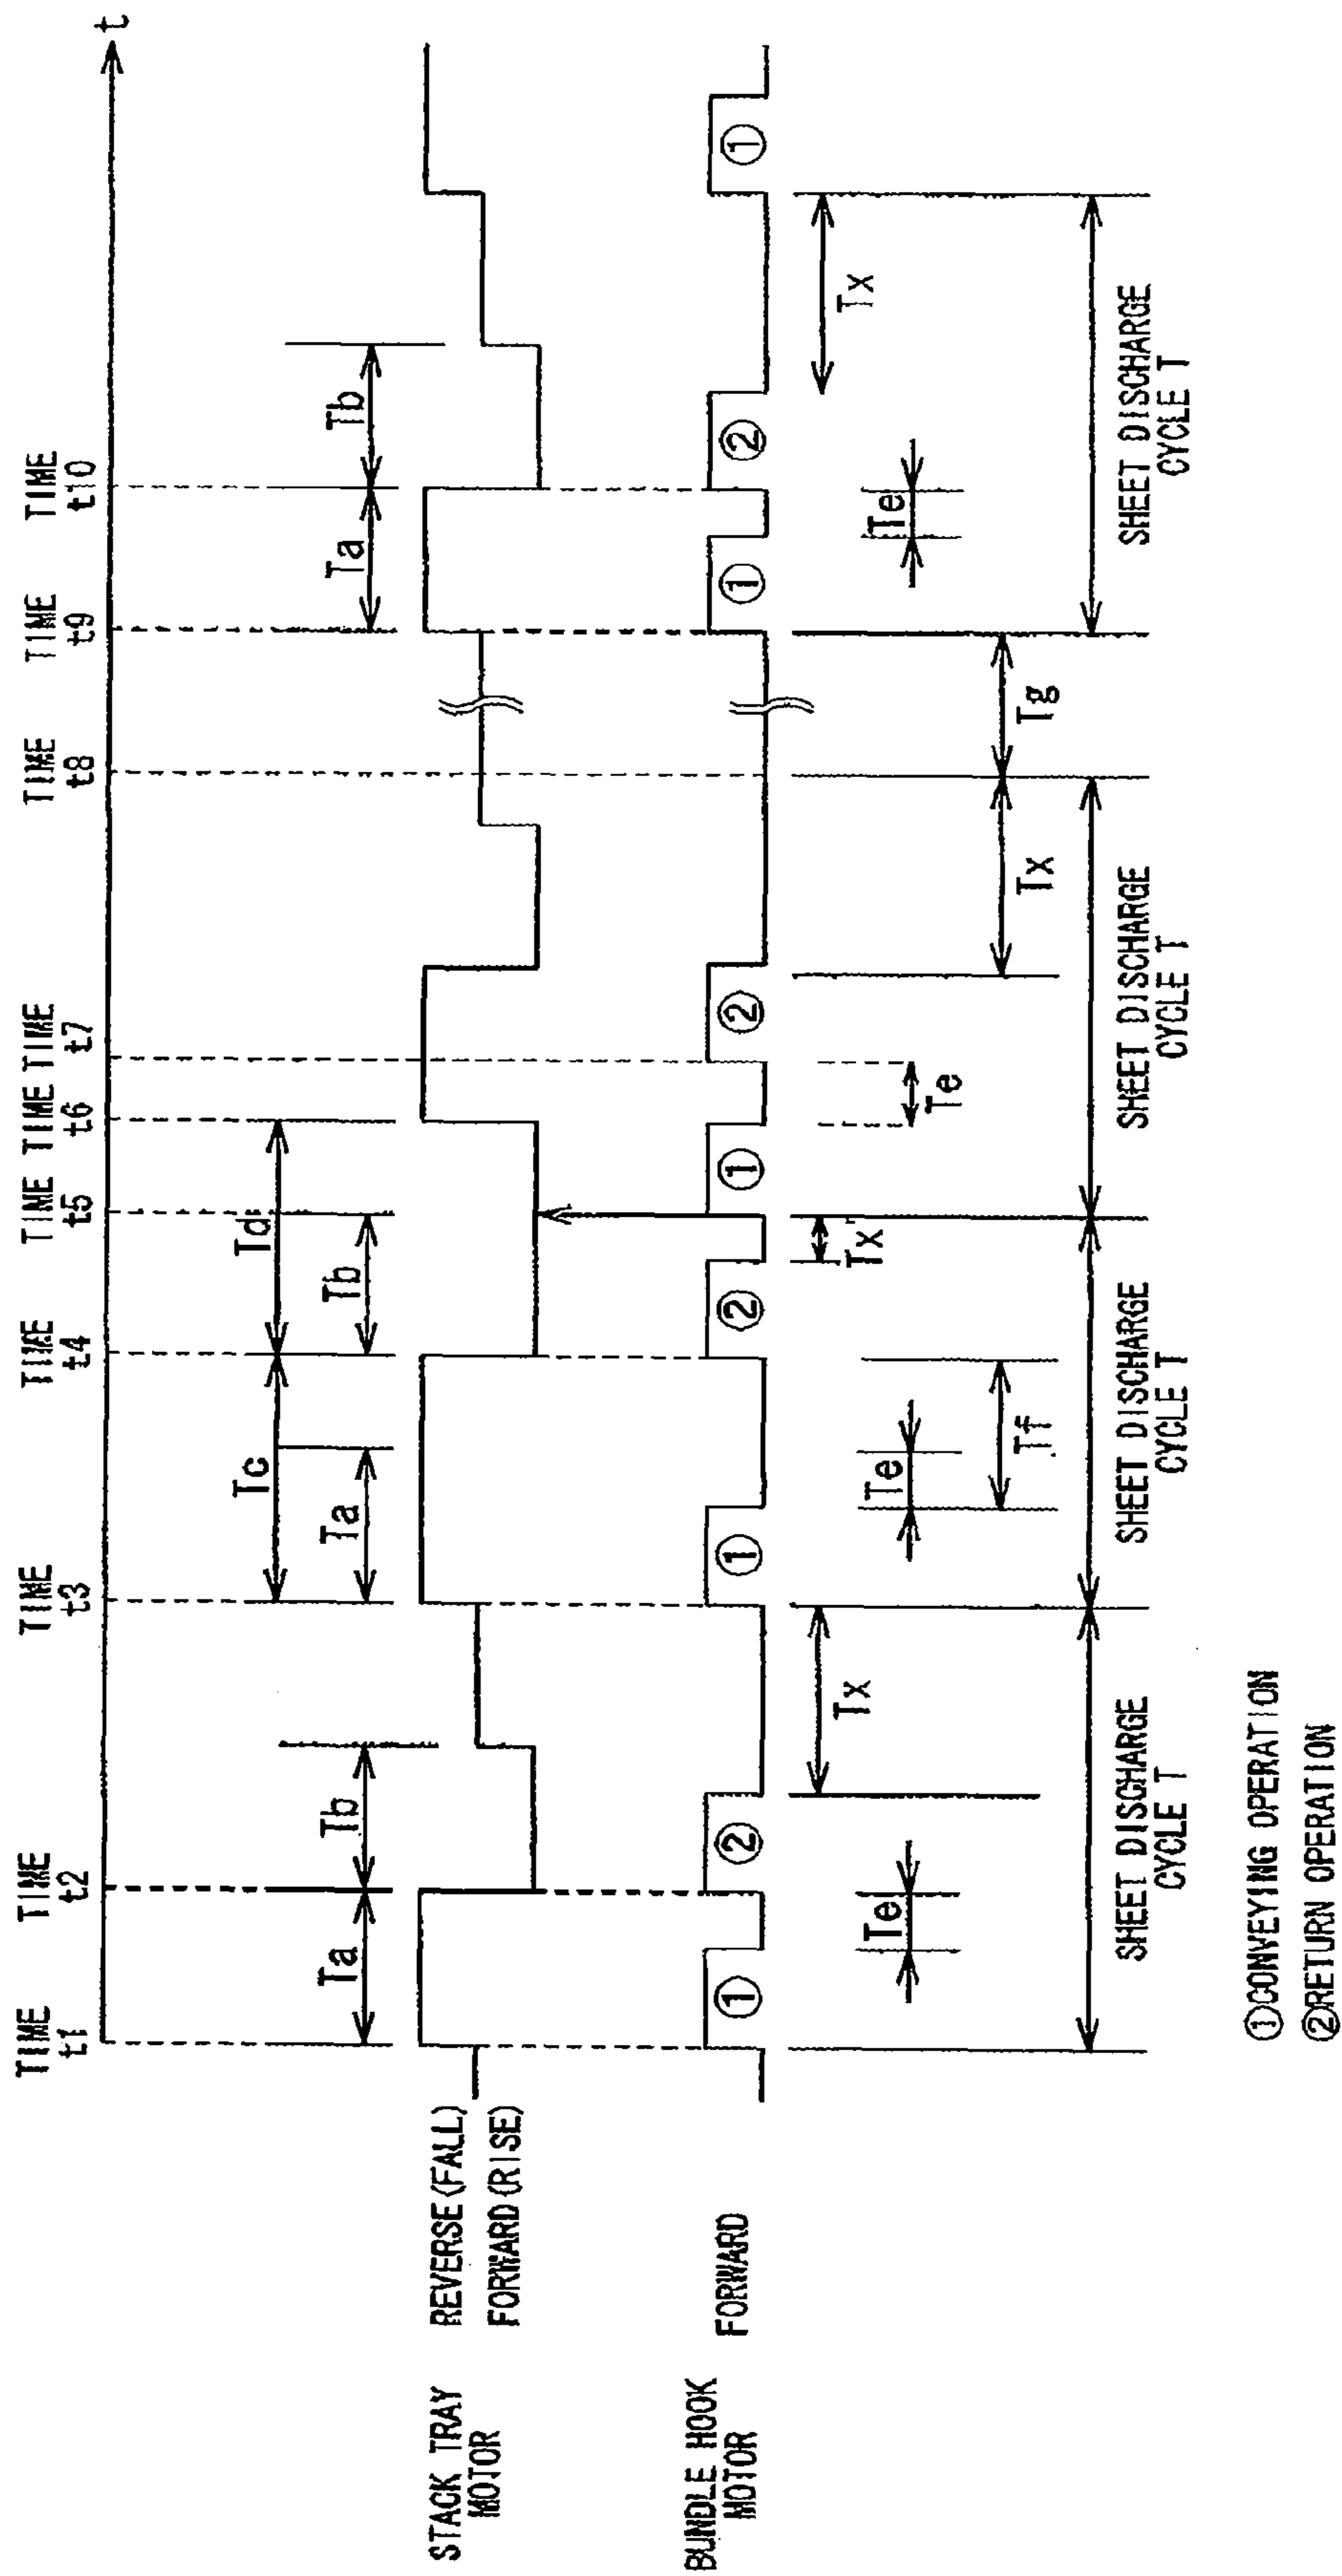 t
TIME t1
TIME t2
TIME t3
TIME t4
TIME t5
TIME t6
TIME t7
TIME t8
TIME t9
TIME t10
Tc
Td
Ta
Tb
Ta
Tb
Ta
Tb
STACK TRAY
MOTOR
REVERSE(FALL)
FORWARD(RISE)
BUNDLE HOOK
MOTOR
FORWARD
①
②
①
②
①
②
①
②
①
Tx
Tx'
Tx
Te
Te
Te
Te
Tf
Tx
Tg
SHEET DISCHARGE
CYCLE T
SHEET DISCHARGE
CYCLE T
SHEET DISCHARGE
CYCLE T
SHEET DISCHARGE
CYCLE T
①CONVEYING OPERATION
②RETURN OPERATION